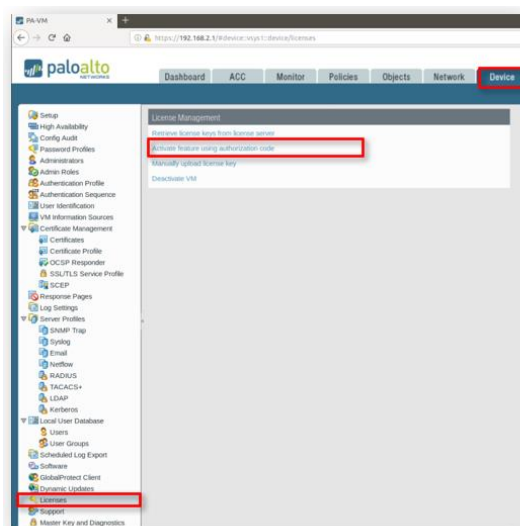 PA-VM
https://192.168.2.1/#device::vsys1::device/licenses
paloalto
NETWORKS
Dashboard ACC Monitor Policies Objects Network Device
Setup
High Availability
Config Audit
Password Profiles
Administrators
Admin Roles
Authentication Profile
Authentication Sequence
User Identification
VM Information Sources
Certificate Management
Certificates
Certificate Profile
OCSP Responder
SSL/TLS Service Profile
SCEP
Response Pages
Log Settings
Server Profiles
SNMP Trap
Syslog
Email
Netflow
RADIUS
TACACS+
LDAP
Kerberos
Local User Database
Users
User Groups
Scheduled Log Export
Software
GlobalProtect Client
Dynamic Updates
Licenses
Support
Master Key and Diagnostics
License Management
Retrieve license keys from license server
Activate feature using authorization code
Manually upload license key
Deactivate VM